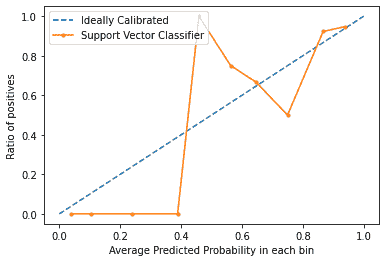 Ideally Calibrated
Support Vector Classifier
Ratio of positives
1.0
0.8
0.6
0.4
0.2
0.0
0.0 0.2 0.4 0.6 0.8 1.0
Average Predicted Probability in each bin